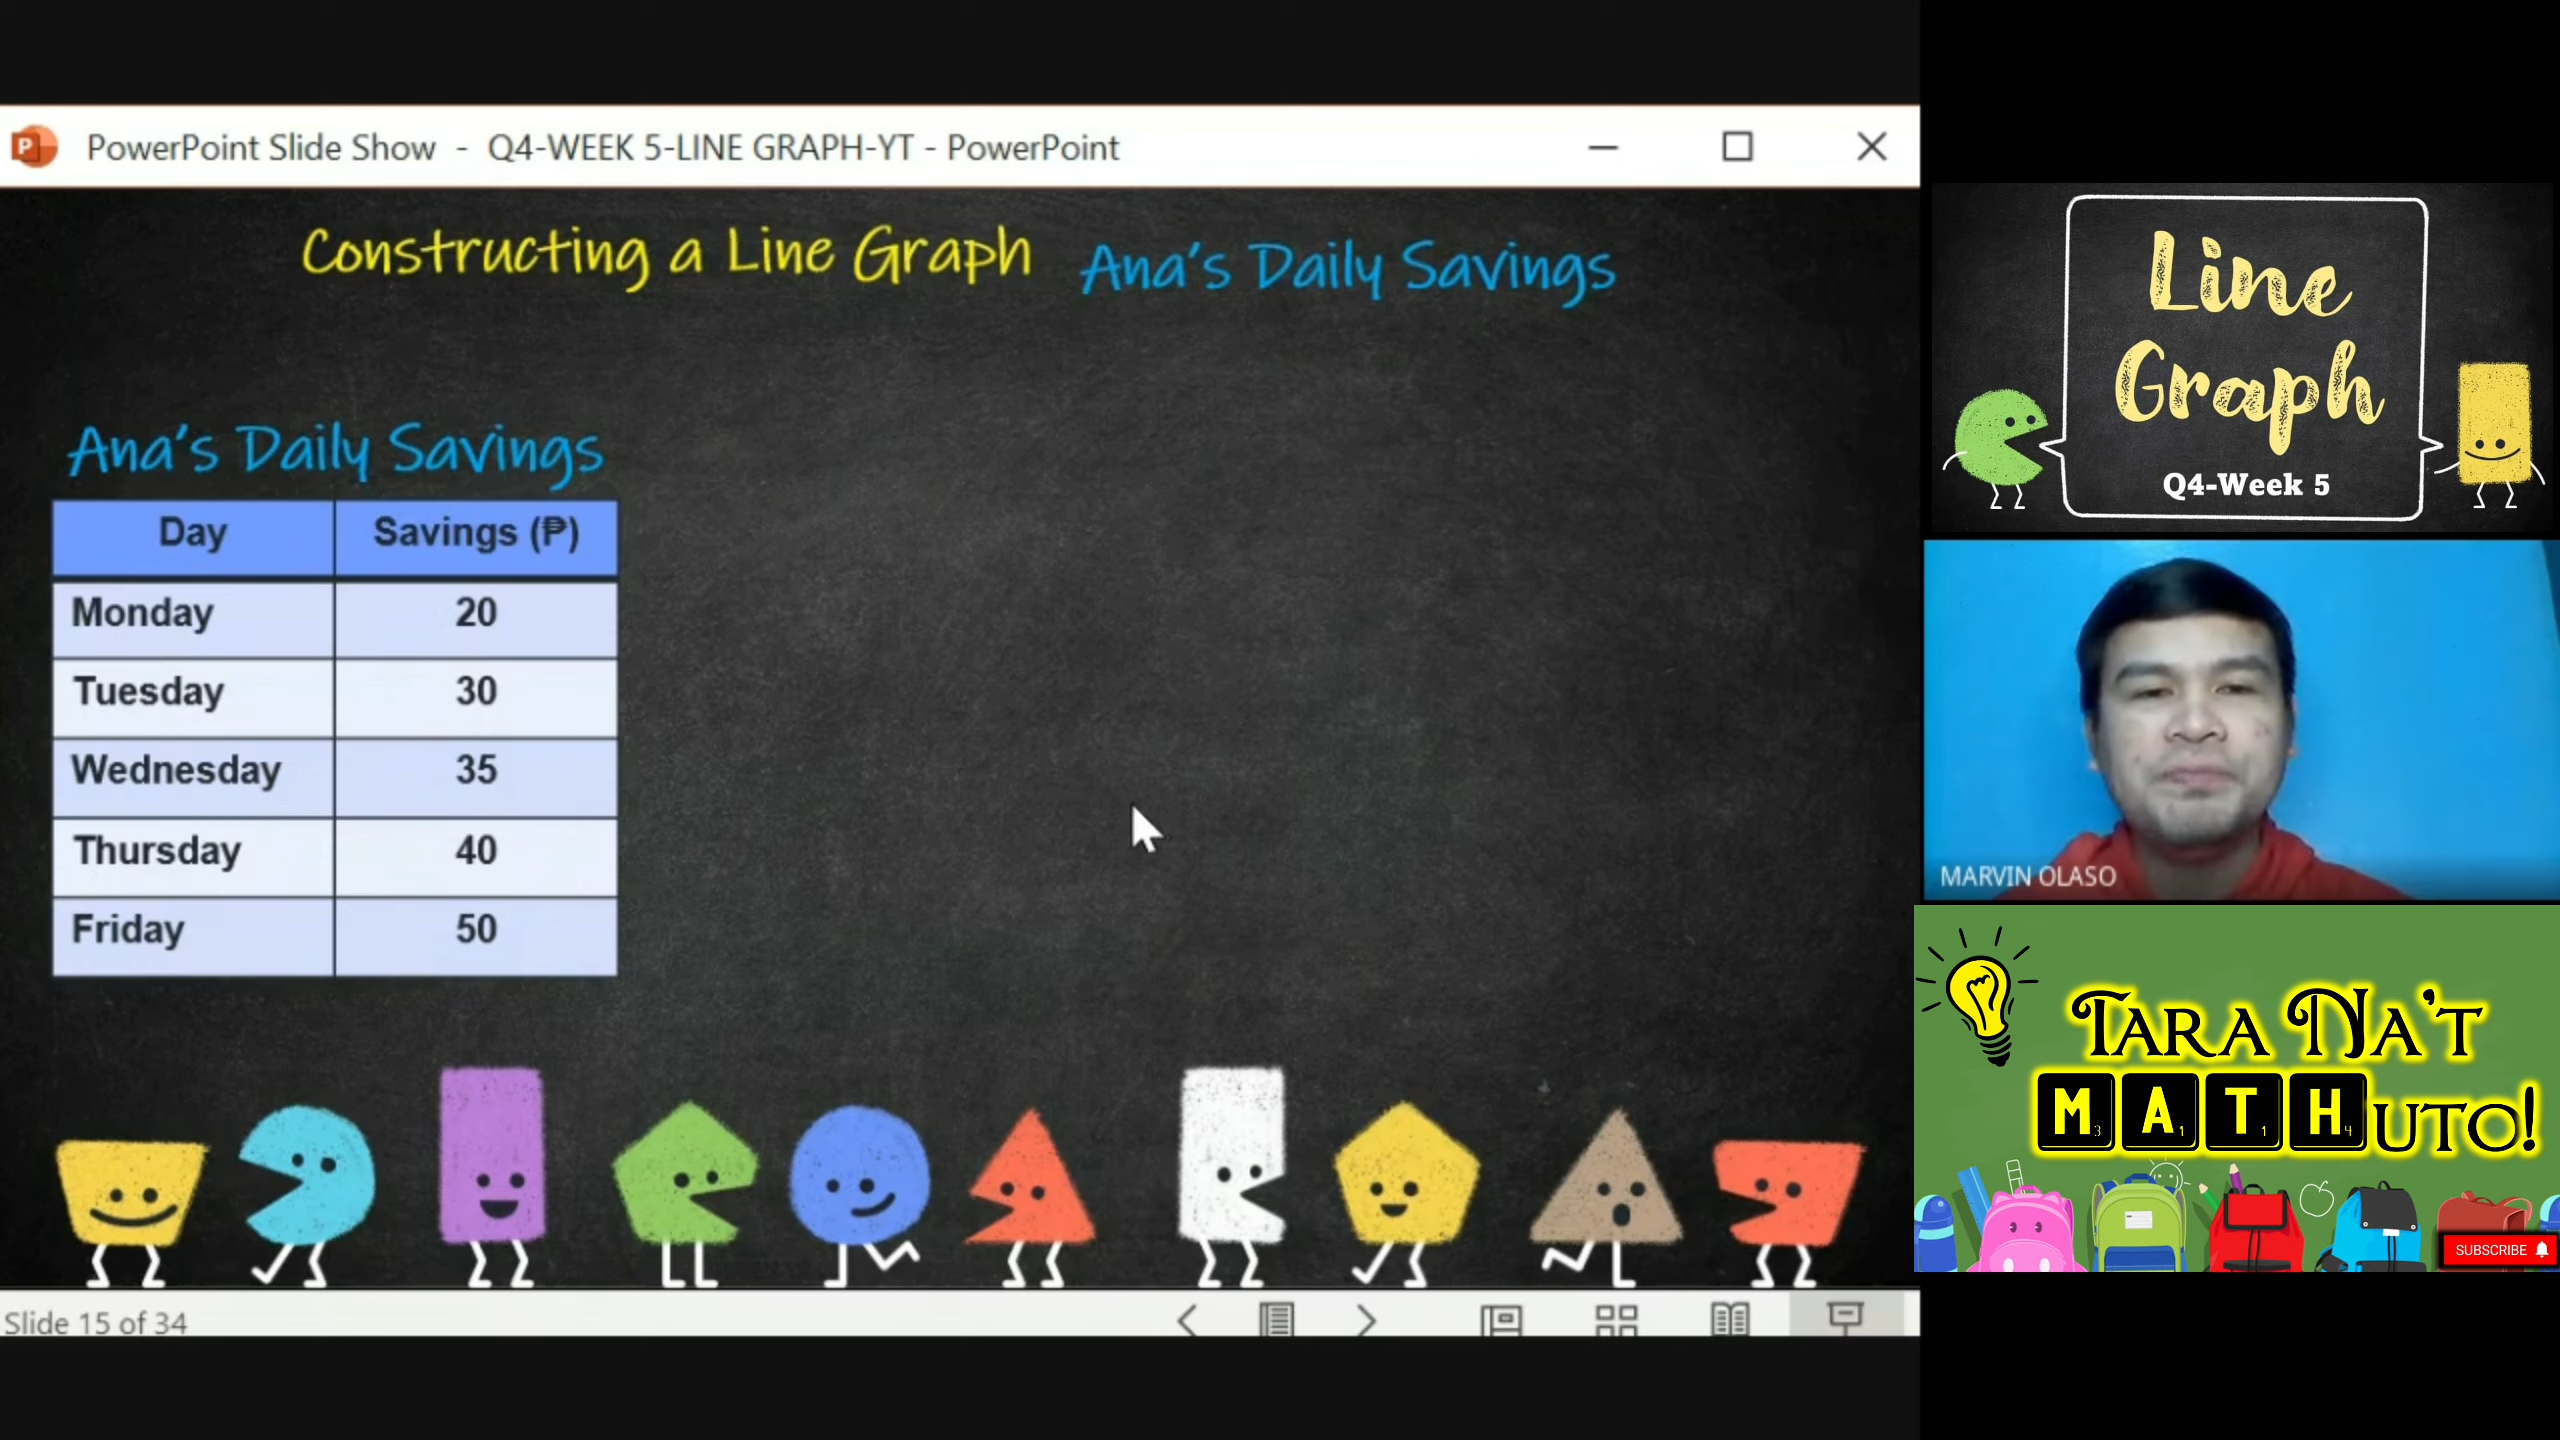 PowerPoint Slide Show - Q4-WEEK 5-LINE GRAPH-YT - PowerPoint
Constructing a Line Graph
Ana's Daily Savings
Ana's Daily Savings
Day Savings (₱)
Monday 20
Tuesday 30
Wednesday 35
Thursday 40
Friday 50
Slide 15 of 34
Line
Graph
Q4-Week 5
MARVIN OLASO
TARA NA'T
MATHUTO!
SUBSCRIBE